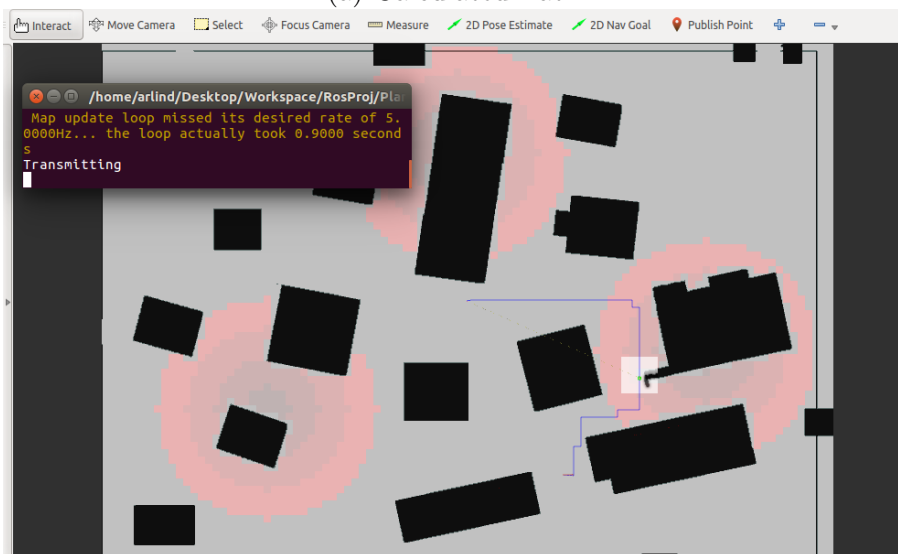 Interact Move Camera Select Focus Camera Measure 2D Pose Estimate 2D Nav Goal Publish Point
/home/arlind/Desktop/Workspace/RosProj/Pla
Map update loop missed its desired rate of 5.
0000Hz... the loop actually took 0.9000 second
s
Transmitting